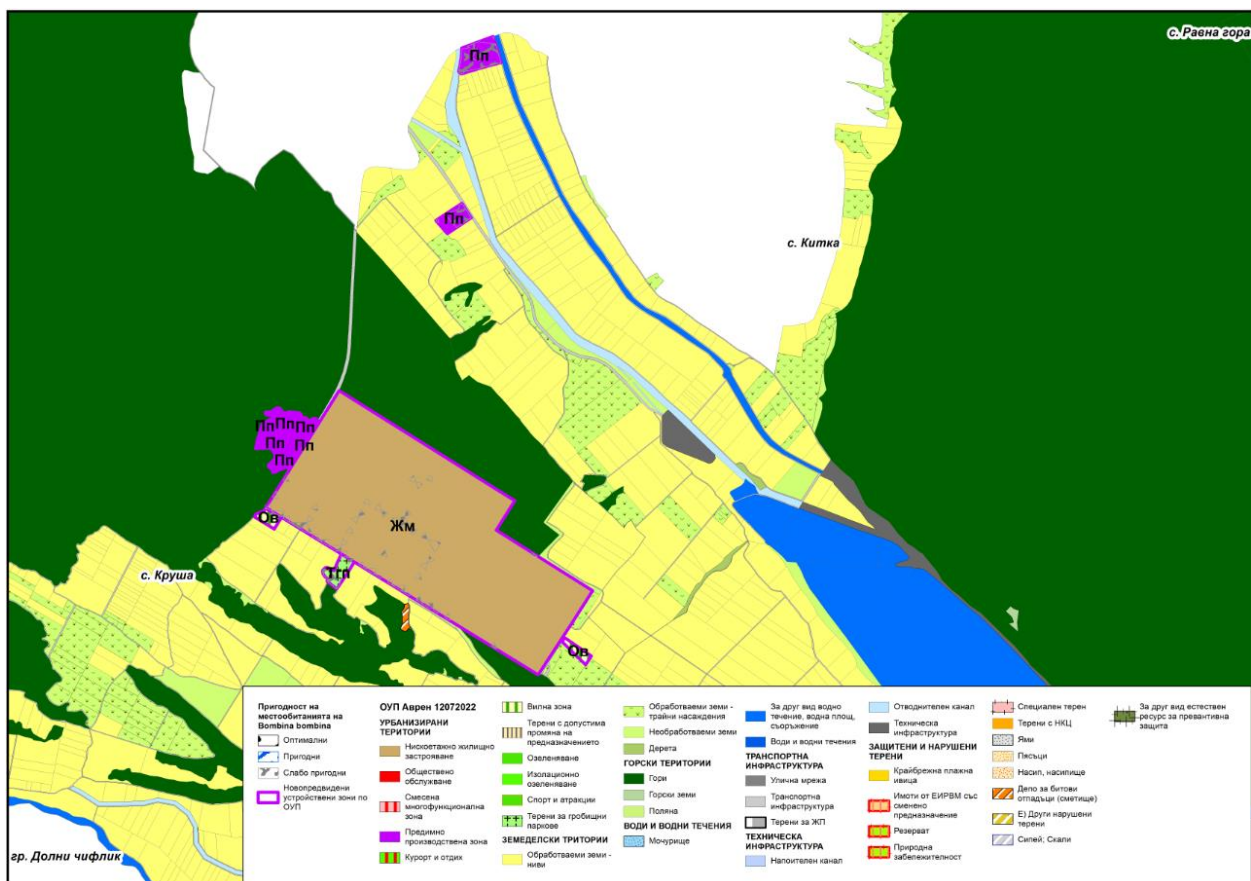 с. Равна гора
Пп
с. Китка
Пп
Пп Пп Пп
Пп Пп
Пп
Ов
Жм
Тгп
с. Круша
Ов
гр. Долни чифлик
Пригодност на
местообитанията на
Bombina bombina
Оптимални
Пригодни
Слабо пригодни
Новопредвидени
устройствени зони по
ОУП
ОУП Аврен 12072022
УРБАНИЗИРАНИ
ТЕРИТОРИИ
Нискоетажно жилищно
застрояване
Обществено
обслужване
Смесена
многофункционална
зона
Предимно
производствена зона
Курорт и отдих
Вилна зона
Терени с допустима
промяна на
предназначението
Озеленяване
Изолационно
озеленяване
Спорт и атракции
Терени за гробищни
паркове
ЗЕМЕДЕЛСКИ ТРИТОРИИ
Обработваеми земи -
ниви
Обработваеми земи -
трайни насаждения
Необработваеми земи
Дерета
ГОРСКИ ТЕРИТОРИИ
Гори
Горски земи
Поляна
ВОДИ И ВОДНИ ТЕЧЕНИЯ
Мочурище
За друг вид водно
течение, водна площ,
съоръжение
Води и водни течения
ТРАНСПОРТНА
ИНФРАСТРУКТУРА
Улична мрежа
Транспортна
инфраструктура
Терени за ЖП
ТЕХНИЧЕСКА
ИНФРАСТРУКТУРА
Напоителен канал
Отводнителен канал
Техническа
инфраструктура
ЗАЩИТЕНИ И НАРУШЕНИ
ТЕРЕНИ
Крайбрежна плажна
ивица
Имоти от ЕИРВМ със
сменено
предназначение
Резерват
Природна
забележителност
Специален терен
Терени с НКЦ
Ями
Пясъци
Насип, насипище
Депо за битови
отпадъци (сметище)
Е) Други нарушени
терени
Сипей; Скали
За друг вид естествен
ресурс за превантивна
защита